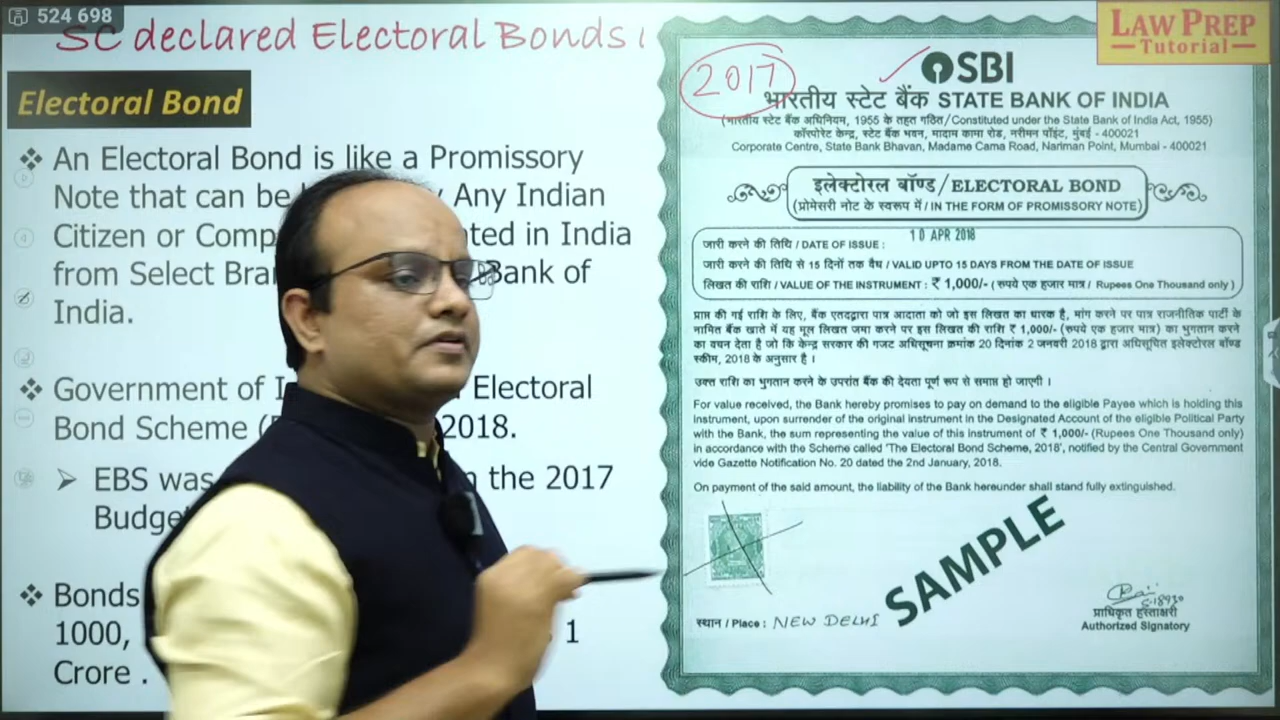 524 698
SC declared Electoral Bonds
LAW PREP
Tutorial
Electoral Bond
❖ An Electoral Bond is like a Promissory
Note that can be Any Indian
Citizen or Comp ated in India
from Select Bra Bank of
India.
❖ Government of I Electoral
Bond Scheme ( 2018.
➢ EBS was n the 2017
Budge
❖ Bonds
1000, 1
Crore .
2017
SBI
भारतीय स्टेट बैंक STATE BANK OF INDIA
(भारतीय स्टेट बैंक अधिनियम, 1955 के तहत गठित/Constituted under the State Bank of India Act, 1955)
कॉरपोरेट केन्द्र, स्टेट बैंक भवन, मादाम कामा रोड, नरीमन पॉइंट, मुंबई - 400021
Corporate Centre, State Bank Bhavan, Madame Cama Road, Nariman Point, Mumbai - 400021
इलेक्टोरल बॉण्ड/ELECTORAL BOND
(प्रोमेसरी नोट के स्वरूप में/IN THE FORM OF PROMISSORY NOTE)
जारी करने की तिथि / DATE OF ISSUE : 10 APR 2018
जारी करने की तिथि से 15 दिनों तक वैध / VALID UPTO 15 DAYS FROM THE DATE OF ISSUE
लिखत की राशि / VALUE OF THE INSTRUMENT : ₹ 1,000/- (रुपये एक हजार मात्र / Rupees One Thousand only)
प्राप्त की गई राशि के लिए, बैंक एतद्द्वारा पात्र आदाता को जो इस लिखत का धारक है, मांग करने पर पात्र राजनीतिक पार्टी के
नामित बैंक खाते में यह मूल लिखत जमा करने पर इस लिखत की राशि ₹ 1,000/- (रुपये एक हजार मात्र) का भुगतान करने
का वचन देता है जो कि केन्द्र सरकार की गजट अधिसूचना क्रमांक 20 दिनांक 2 जनवरी 2018 द्वारा अधिसूचित इलेक्टोरल बॉण्ड
स्कीम, 2018 के अनुसार है ।
उक्त राशि का भुगतान करने के उपरांत बैंक की देयता पूर्ण रूप से समाप्त हो जाएगी ।
For value received, the Bank hereby promises to pay on demand to the eligible Payee which is holding this
instrument, upon surrender of the original instrument in the Designated Account of the eligible Political Party
with the Bank, the sum representing the value of this instrument of ₹ 1,000/- (Rupees One Thousand only)
in accordance with the Scheme called 'The Electoral Bond Scheme, 2018', notified by the Central Government
vide Gazette Notification No. 20 dated the 2nd January, 2018.
On payment of the said amount, the liability of the Bank hereunder shall stand fully extinguished.
SAMPLE
स्थान / Place : NEW DELHI
प्राधिकृत हस्ताक्षरी
Authorized Signatory